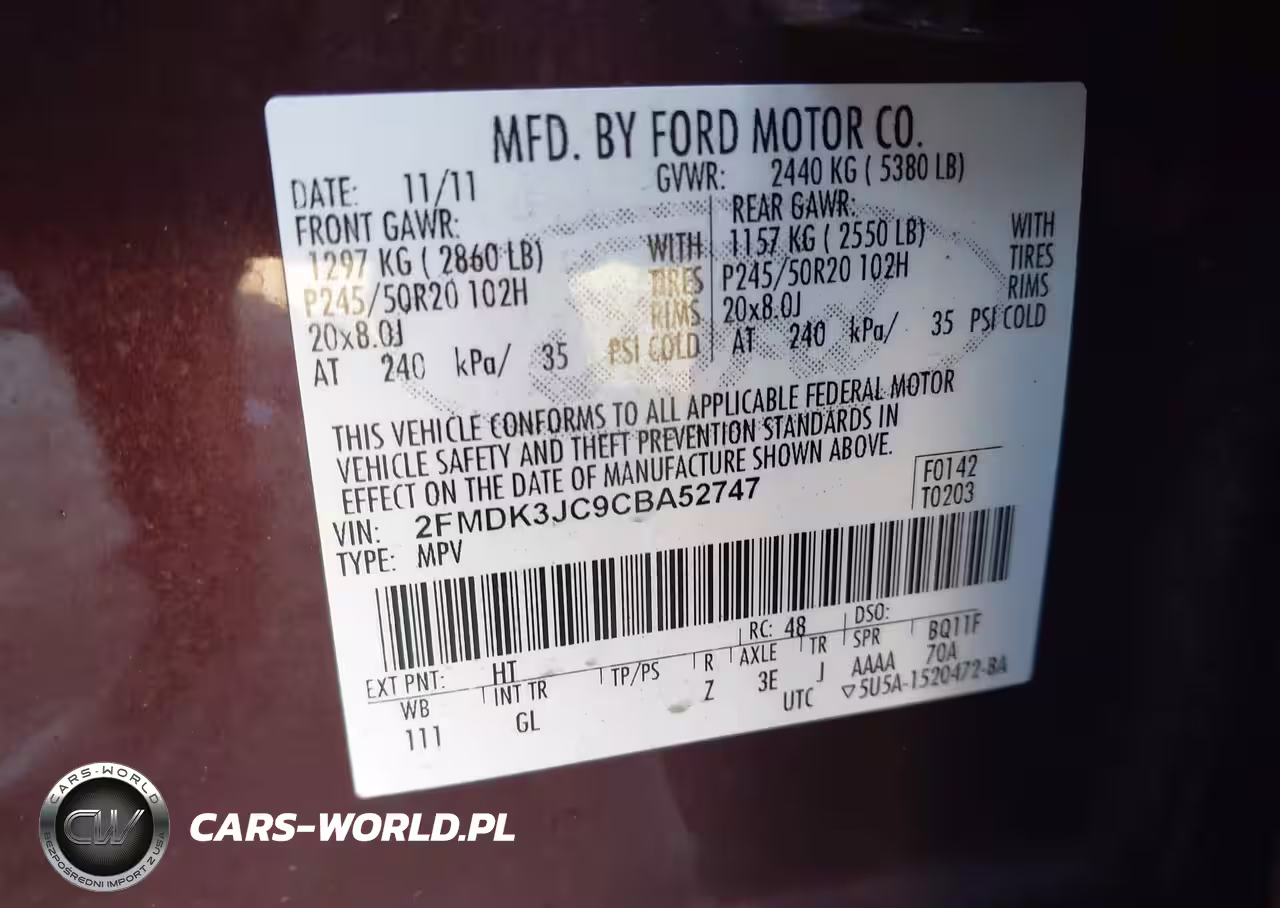 MFD. BY FORD MOTOR CO.
DATE: 11/11 GVWR: 2440 KG ( 5380 LB)
FRONT GAWR: REAR GAWR:
1297 KG ( 2860 LB) WITH 1157 KG ( 2550 LB) WITH
P245/50R20 102H TIRES P245/50R20 102H TIRES
20x8.0J RIMS 20x8.0J RIMS
AT 240 kPa/ 35 PSI COLD AT 240 kPa/ 35 PSI COLD
THIS VEHICLE CONFORMS TO ALL APPLICABLE FEDERAL MOTOR
VEHICLE SAFETY AND THEFT PREVENTION STANDARDS IN
EFFECT ON THE DATE OF MANUFACTURE SHOWN ABOVE.
F0142
T0203
VIN: 2FMDK3JC9CBA52747
TYPE: MPV
EXT PNT: HT RC: 48 DSO:
WB INT TR TP/PS R AXLE TR SPR BQ11F
111 GL Z 3E J AAAA 70A
UTC ▽5U5A-1520472-BA
CARS-WORLD
CW
BEZPOŚREDNI IMPORT Z USA
CARS-WORLD.PL